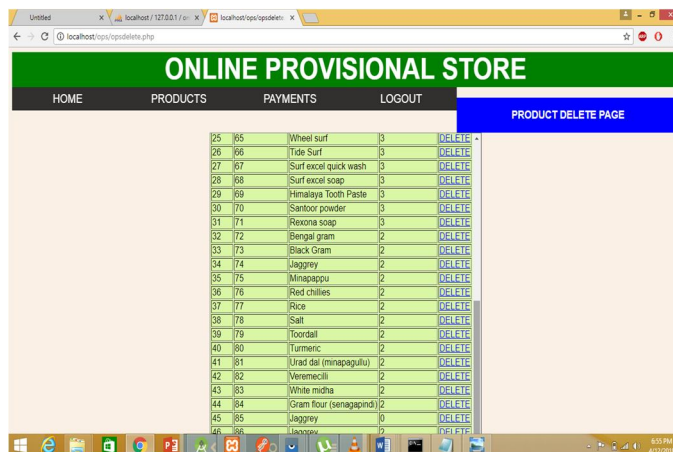 Untitled
localhost / 127.0.0.1 / o
localhost/ops/opsdelete
localhost/ops/opsdelete.php
ONLINE PROVISIONAL STORE
HOME PRODUCTS PAYMENTS LOGOUT
PRODUCT DELETE PAGE
25 65 Wheel surf 3 DELETE
26 66 Tide Surf 3 DELETE
27 67 Surf excel quick wash 3 DELETE
28 68 Surf excel soap 3 DELETE
29 69 Himalaya Tooth Paste 3 DELETE
30 70 Santoor powder 3 DELETE
31 71 Rexona soap 3 DELETE
32 72 Bengal gram 2 DELETE
33 73 Black Gram 2 DELETE
34 74 Jaggrey 2 DELETE
35 75 Minapappu 2 DELETE
36 76 Red chillies 2 DELETE
37 77 Rice 2 DELETE
38 78 Salt 2 DELETE
39 79 Toordall 2 DELETE
40 80 Turmeric 2 DELETE
41 81 Urad dal (minapagullu) 2 DELETE
42 82 Veremecilli 2 DELETE
43 83 White midha 2 DELETE
44 84 Gram flour (senagapindi) 2 DELETE
45 85 Jaggrey 0 DELETE
46 86 Jaggrey 2 DELETE
6:55 PM